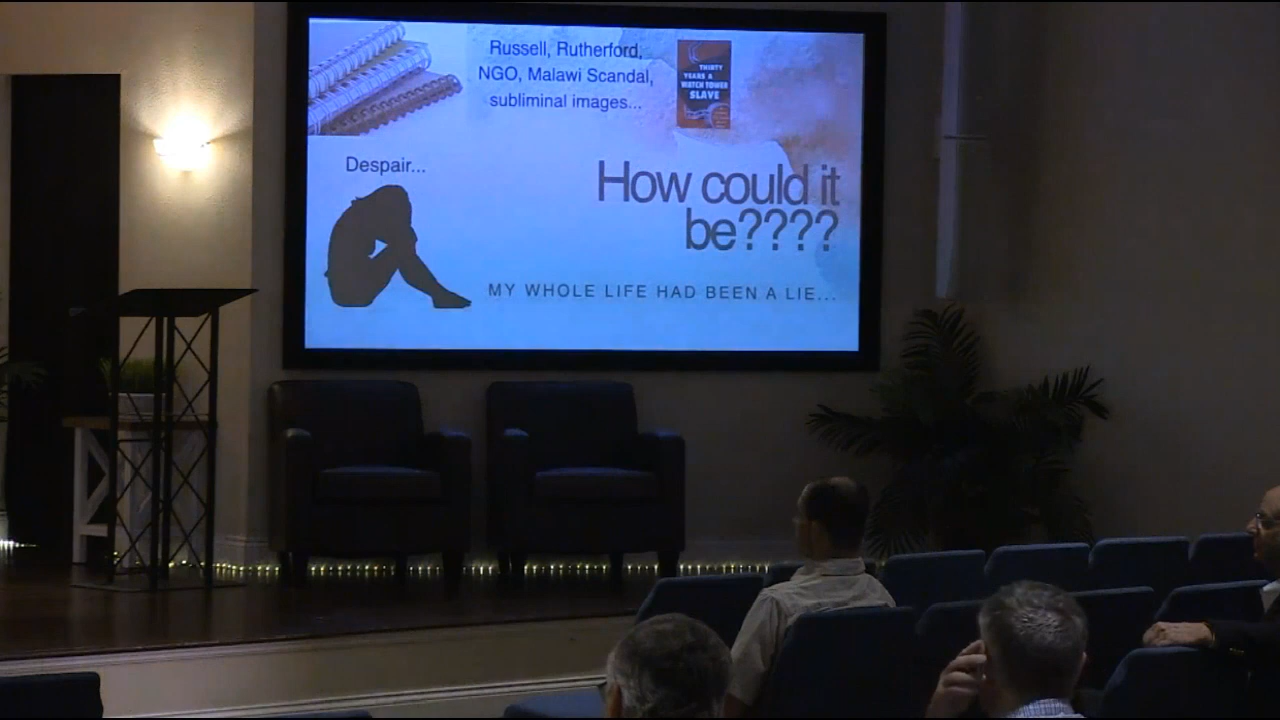 Russell, Rutherford,
NGO, Malawi Scandal,
subliminal images...
THIRTY
YEARS A
WATCH TOWER
SLAVE
Despair...
How could it
be????
MY WHOLE LIFE HAD BEEN A LIE...